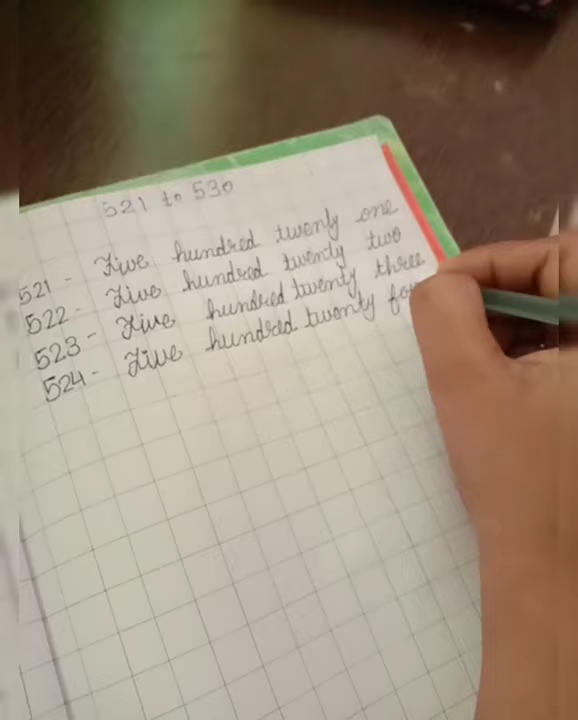 521 to 530
521 - Five hundred twenty one
522 - Five hundred twenty two
523 - Five hundred twenty three
524 - Five hundred twenty